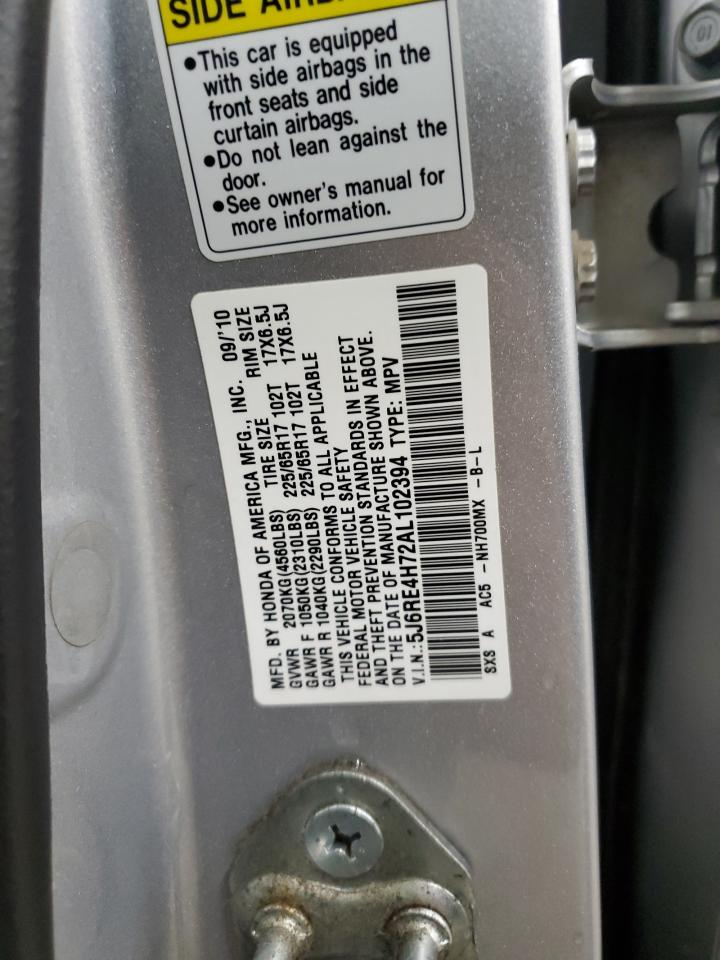 SIDE AIRBA
•This car is equipped
with side airbags in the
front seats and side
curtain airbags.
•Do not lean against the
door.
•See owner's manual for
more information.
MFD. BY HONDA OF AMERICA MFG., INC. 09/'10
TIRE SIZE RIM SIZE
GVWR 2070KG(4560LBS) 225/65R17 102T 17X6.5J
GAWR F 1050KG(2310LBS) 225/65R17 102T 17X6.5J
GAWR R 1040KG(2290LBS)
THIS VEHICLE CONFORMS TO ALL APPLICABLE
FEDERAL MOTOR VEHICLE SAFETY
AND THEFT PREVENTION STANDARDS IN EFFECT
ON THE DATE OF MANUFACTURE SHOWN ABOVE.
V.I.N.:5J6RE4H72AL102394 TYPE: MPV
SXS A AC5 -NH700MX -B-L
10